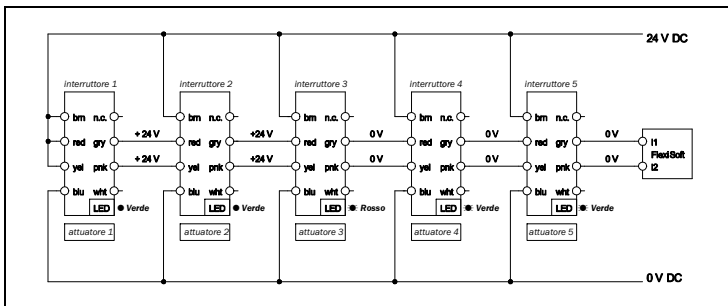 24 V DC
interruttore 1 interruttore 2 interruttore 3 interruttore 4 interruttore 5
brn n.c. brn n.c. brn n.c. brn n.c. brn n.c.
red gry +24 V red gry +24 V red gry 0 V red gry 0 V red gry 0 V I1
FlexiSoft
yel pnk +24 V yel pnk +24 V yel pnk 0 V yel pnk 0 V yel pnk 0 V I2
blu wht blu wht blu wht blu wht blu wht
LED Verde LED Verde LED Rosso LED Verde LED Verde
attuatore 1 attuatore 2 attuatore 3 attuatore 4 attuatore 5
0 V DC